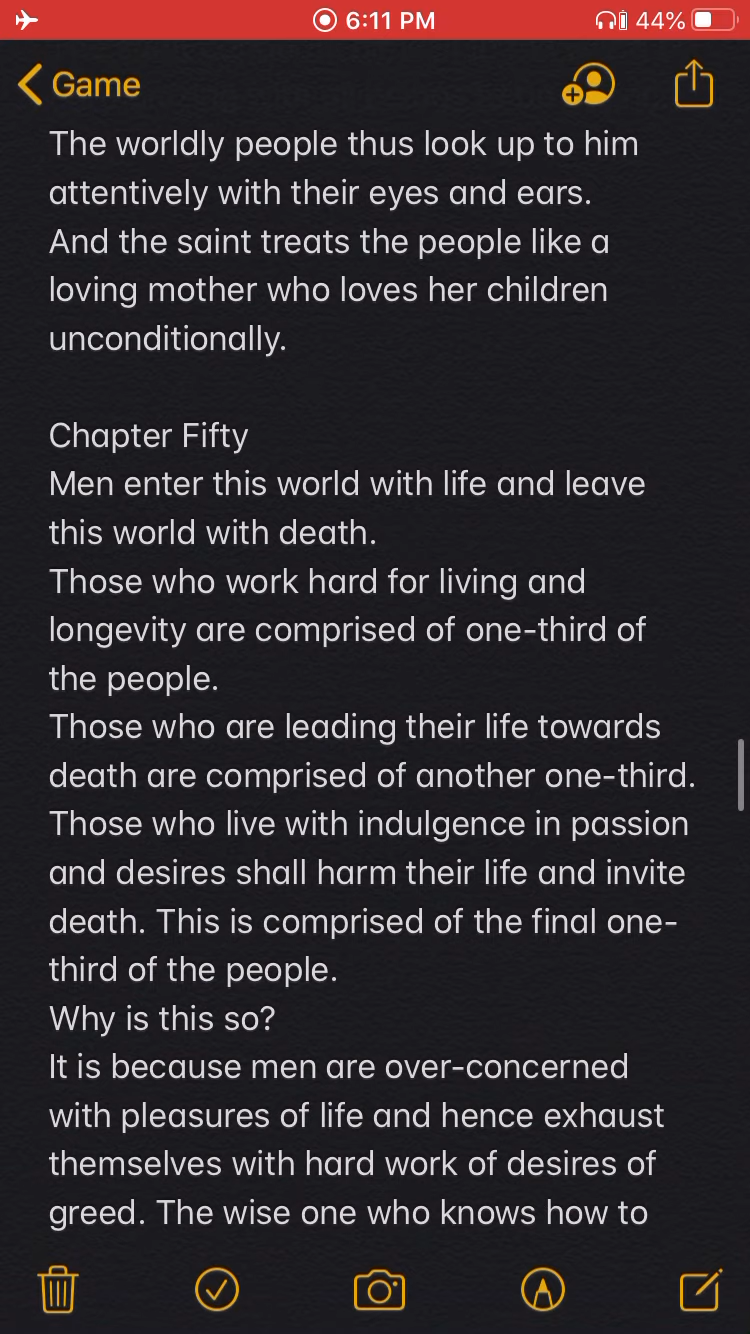 6:11 PM
44%
Game
The worldly people thus look up to him
attentively with their eyes and ears.
And the saint treats the people like a
loving mother who loves her children
unconditionally.
Chapter Fifty
Men enter this world with life and leave
this world with death.
Those who work hard for living and
longevity are comprised of one-third of
the people.
Those who are leading their life towards
death are comprised of another one-third.
Those who live with indulgence in passion
and desires shall harm their life and invite
death. This is comprised of the final one-
third of the people.
Why is this so?
It is because men are over-concerned
with pleasures of life and hence exhaust
themselves with hard work of desires of
greed. The wise one who knows how to